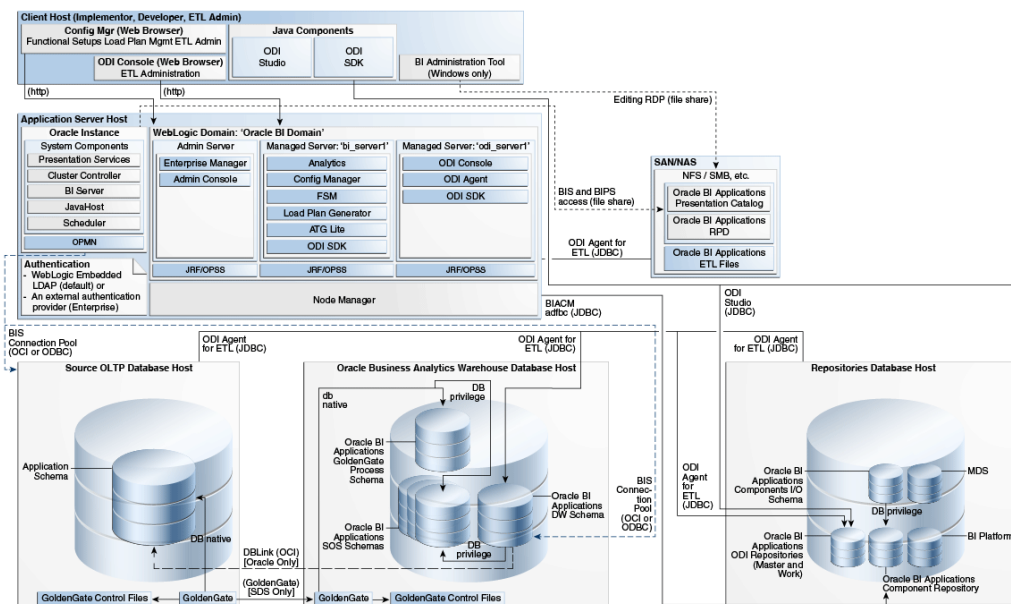 Client Host (Implementor, Developer, ETL Admin)
Config Mgr (Web Browser)
Functional Setups Load Plan Mgmt ETL Admin
ODI Console (Web Browser)
ETL Administration
Java Components
ODI
Studio
ODI
SDK
BI Administration Tool
(Windows only)
(http)
(http)
Editing RDP (file share)
Application Server Host
Oracle Instance
System Components
Presentation Services
Cluster Controller
BI Server
JavaHost
Scheduler
OPMN
WebLogic Domain: 'Oracle BI Domain'
Admin Server
Enterprise Manager
Admin Console
JRF/OPSS
Managed Server: 'bi_server1'
Analytics
Config Manager
FSM
Load Plan Generator
ATG Lite
ODI SDK
JRF/OPSS
Managed Server: 'odi_server1'
ODI Console
ODI Agent
ODI SDK
JRF/OPSS
Node Manager
Authentication
- WebLogic Embedded
LDAP (default) or
- An external authentication
provider (Enterprise)
BIS and BIPS
access (file share)
ODI Agent for
ETL (JDBC)
SAN/NAS
NFS / SMB, etc.
Oracle BI Applications
Presentation Catalog
Oracle BI Applications
RPD
Oracle BI Applications
ETL Files
BIACM
adfbc (JDBC)
ODI
Studio
(JDBC)
BIS
Connection Pool
(OCI or ODBC)
ODI Agent
for ETL (JDBC)
ODI Agent for
ETL (JDBC)
ODI Agent
for ETL (JDBC)
Source OLTP Database Host
Application
Schema
DB native
GoldenGate Control Files
GoldenGate
DBLink (OCI)
[Oracle Only]
(GoldenGate)
[SDS Only]
Oracle Business Analytics Warehouse Database Host
db
native
DB
privilege
Oracle BI
Applications
GoldenGate
Process
Schema
Oracle BI
Applications
SOS Schemas
DB
privilege
Oracle BI
Applications
DW Schema
GoldenGate
GoldenGate Control Files
BIS
Connec-
tion
Pool
(OCI or
ODBC)
ODI
Agent
for
ETL
(JDBC)
Repositories Database Host
Oracle BI
Applications
Components I/O
Schema
MDS
DB privilege
Oracle BI
Applications
ODI Repositories
(Master and
Work)
BI Platform
Oracle BI Applications
Component Repository